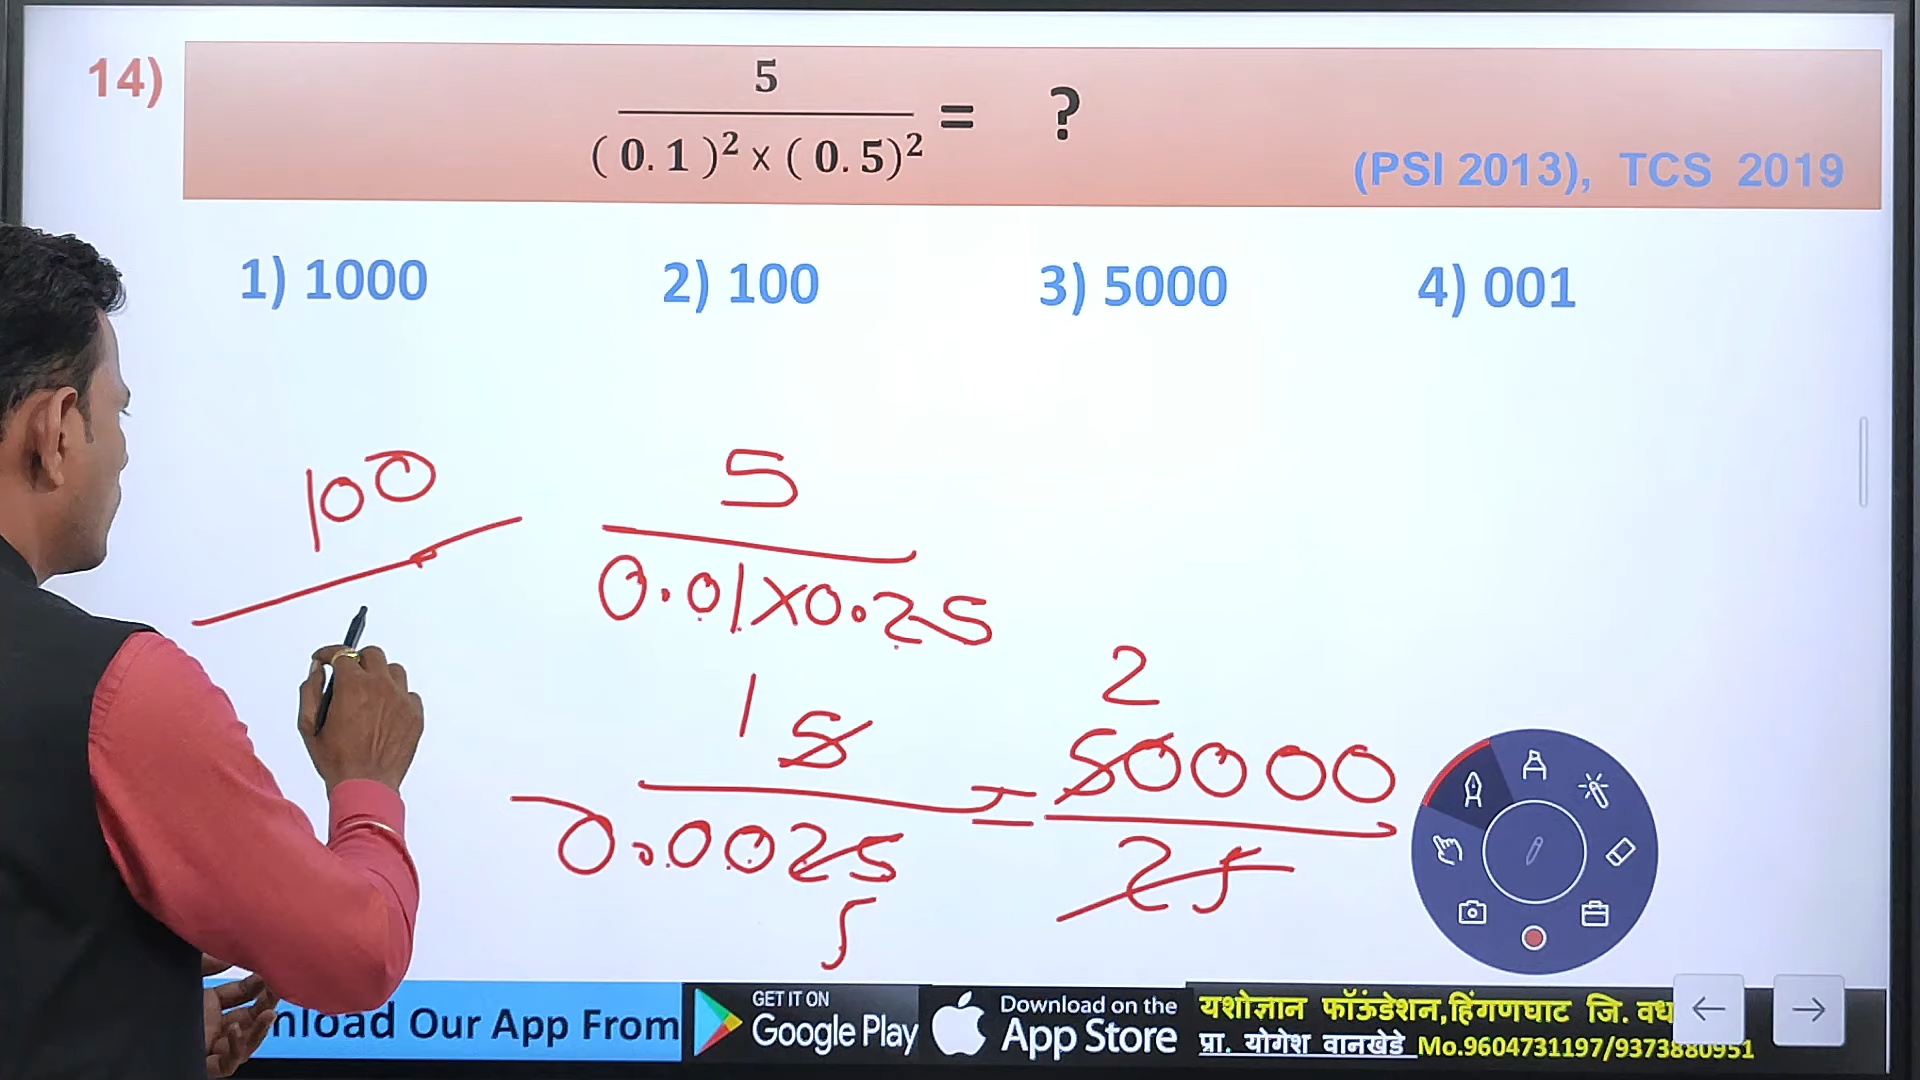 14)
5
(0.1)² x (0.5)² = ?
(PSI 2013), TCS 2019
1) 1000 2) 100 3) 5000 4) 001
100
5
0.01x0.25
1 5
0.0025
5
=
2
50000
25
nload Our App From
GET IT ON
Google Play
Download on the
App Store
यशोज्ञान फॉऊंडेशन,हिंगणघाट जि. वध
प्रा. योगेश वानखेडे Mo.9604731197/9373880951